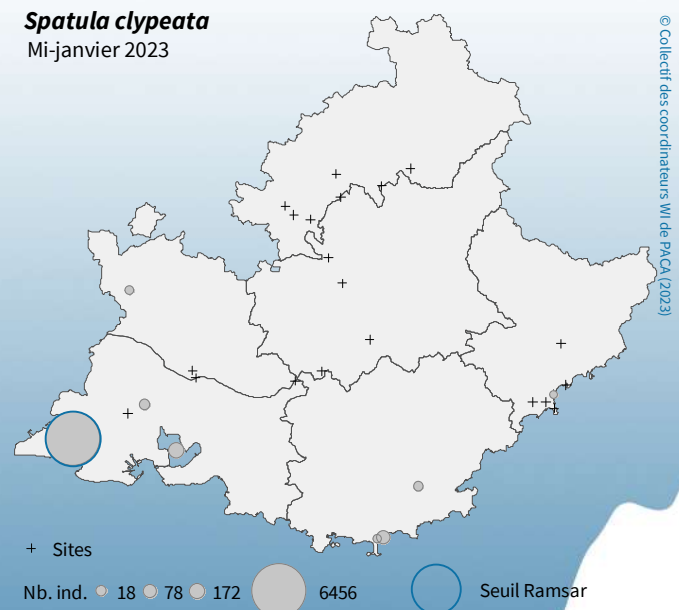 Spatula clypeata
Mi-janvier 2023
© Collectif des coordinateurs WI de PACA (2023)
+ Sites
Nb. ind. 18 78 172 6456 Seuil Ramsar